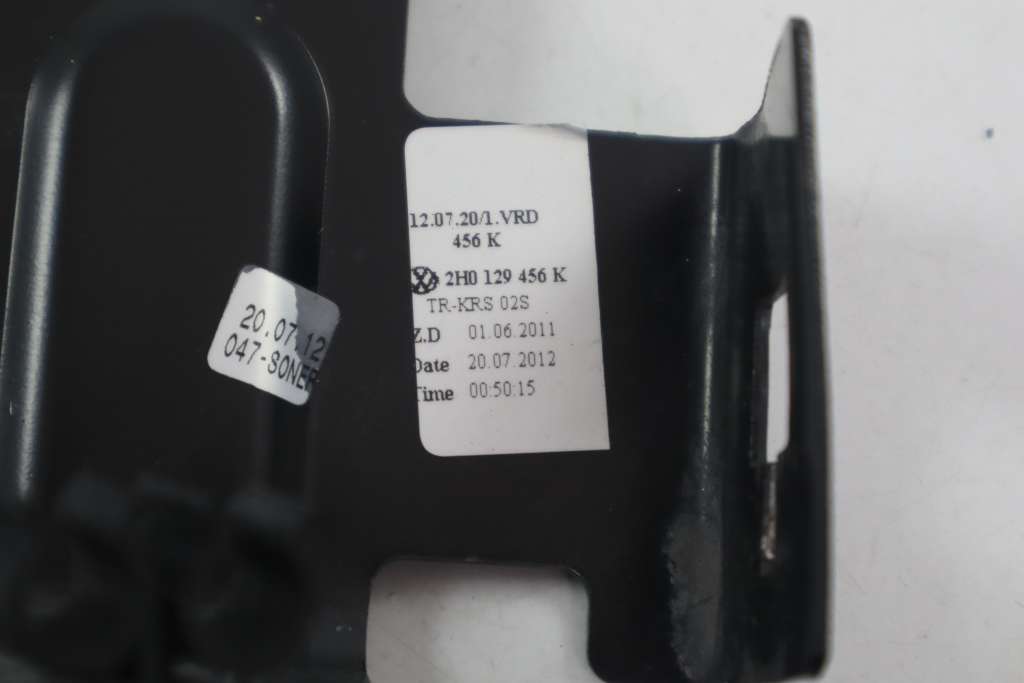 12.07.20/1.VRD
456 K
2H0 129 456 K
TR-KRS 02S
Z.D 01.06.2011
Date 20.07.2012
Time 00:50:15
20.07.12
047-SONER